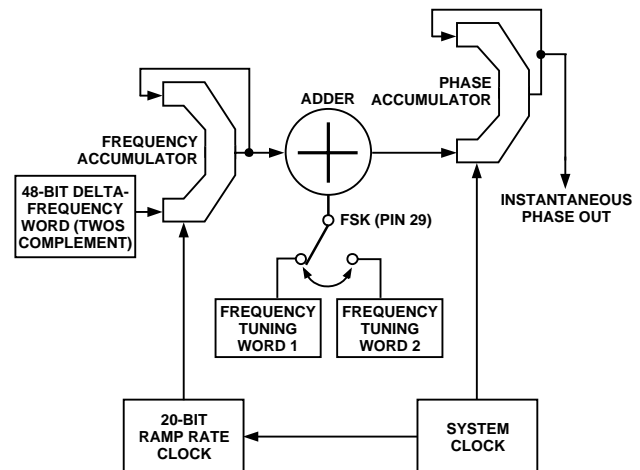 PHASE
ACCUMULATOR
ADDER
FREQUENCY
ACCUMULATOR
48-BIT DELTA-
FREQUENCY
WORD (TWOS
COMPLEMENT)
INSTANTANEOUS
PHASE OUT
FSK (PIN 29)
FREQUENCY
TUNING
WORD 1
FREQUENCY
TUNING
WORD 2
20-BIT
RAMP RATE
CLOCK
SYSTEM
CLOCK